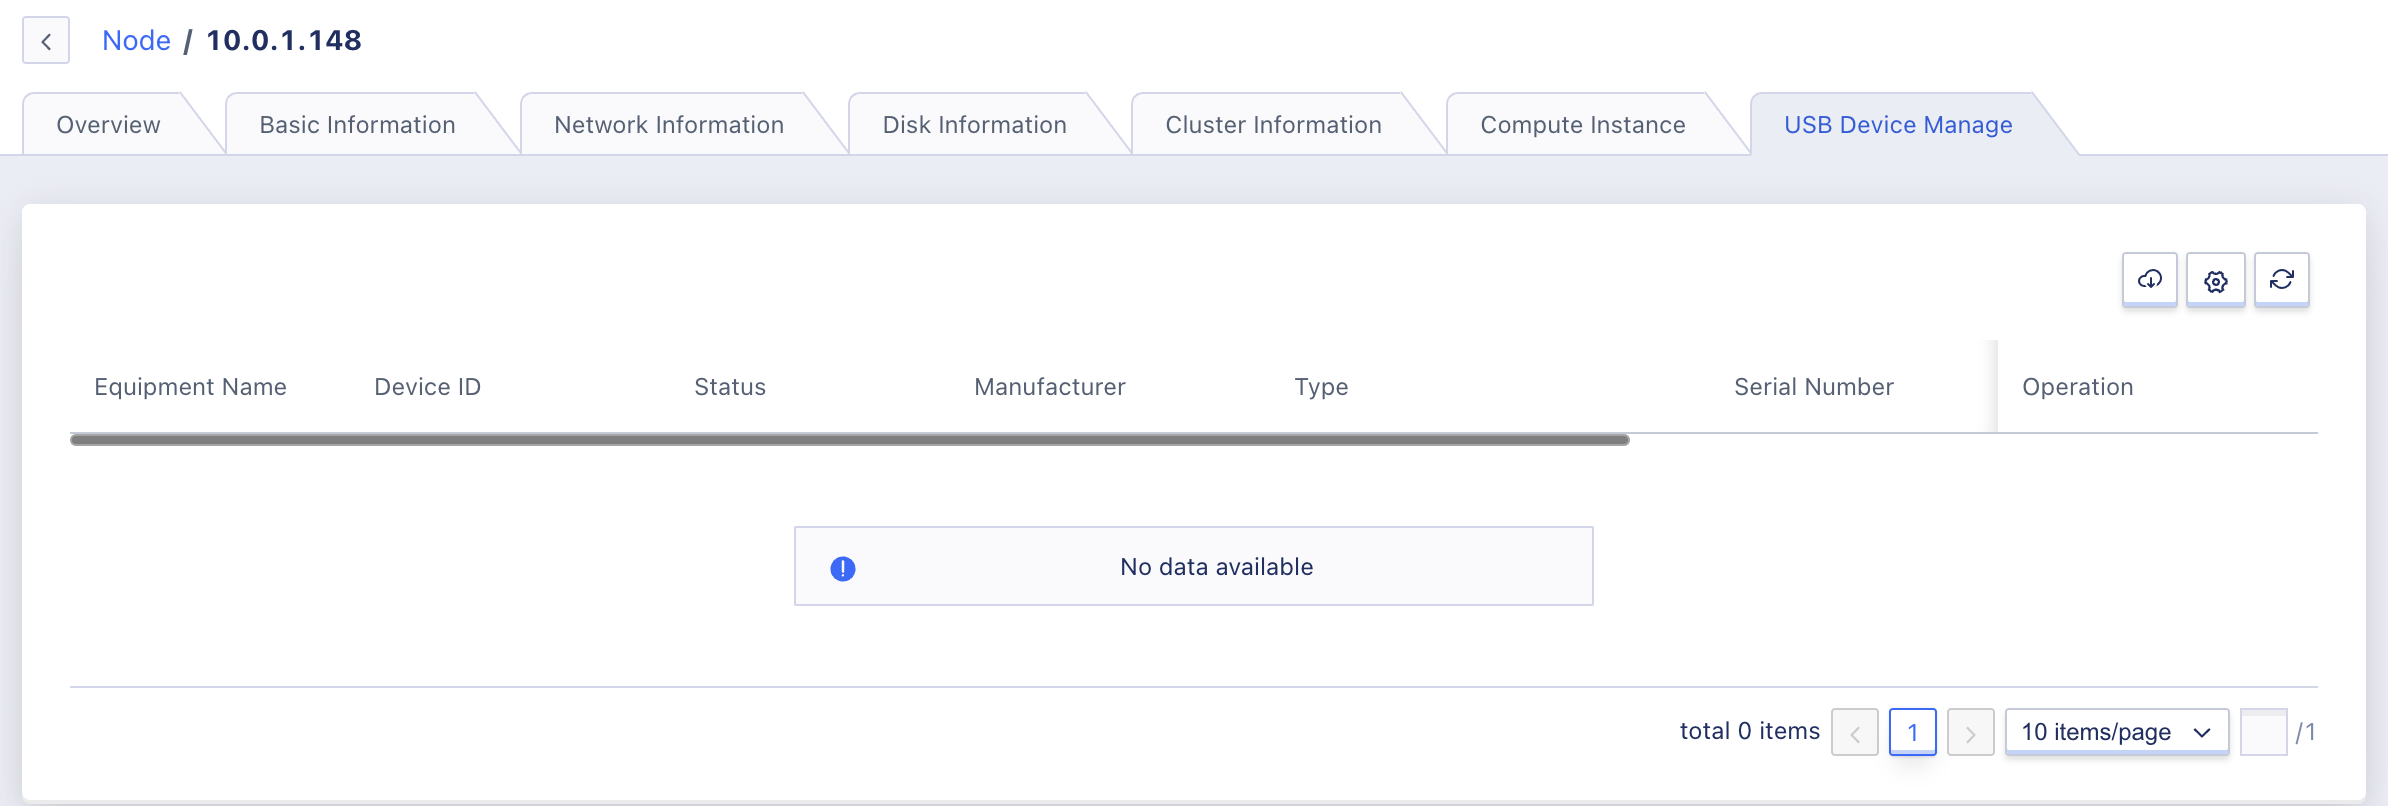 Node / 10.0.1.148
Overview Basic Information Network Information Disk Information Cluster Information Compute Instance USB Device Manage
Equipment Name Device ID Status Manufacturer Type Serial Number Operation
No data available
total 0 items 1 10 items/page /1